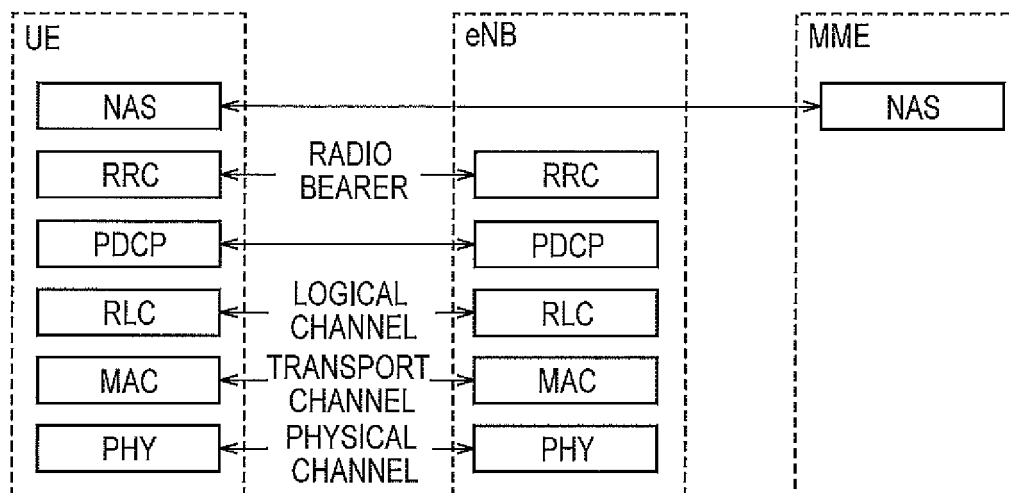 UE
eNB
MME
NAS
NAS
RRC
RADIO
BEARER
RRC
PDCP
PDCP
RLC
LOGICAL
CHANNEL
RLC
MAC
TRANSPORT
CHANNEL
MAC
PHY
PHYSICAL
CHANNEL
PHY